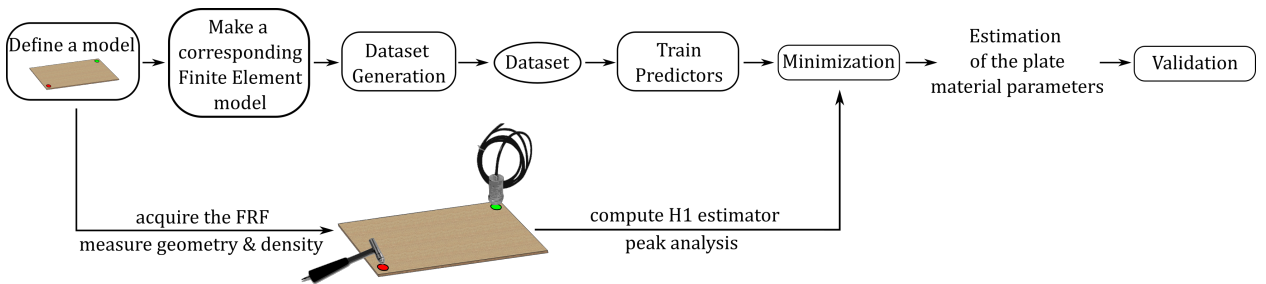 Define a model
Make a
corresponding
Finite Element
model
Dataset
Generation
Dataset
Train
Predictors
Minimization
Estimation
of the plate
material parameters
Validation
acquire the FRF
measure geometry & density
compute H1 estimator
peak analysis